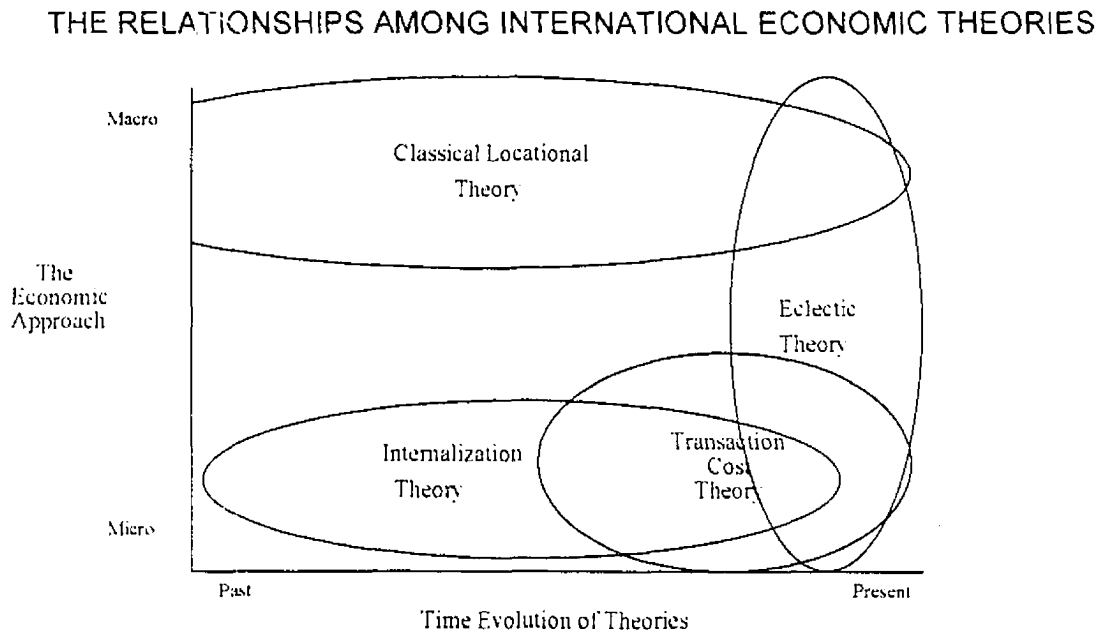 THE RELATIONSHIPS AMONG INTERNATIONAL ECONOMIC THEORIES
Macro
Classical Locational
Theory
The
Economic
Approach
Eclectic
Theory
Internalization
Theory
Transaction
Cost
Theory
Micro
Past
Present
Time Evolution of Theories